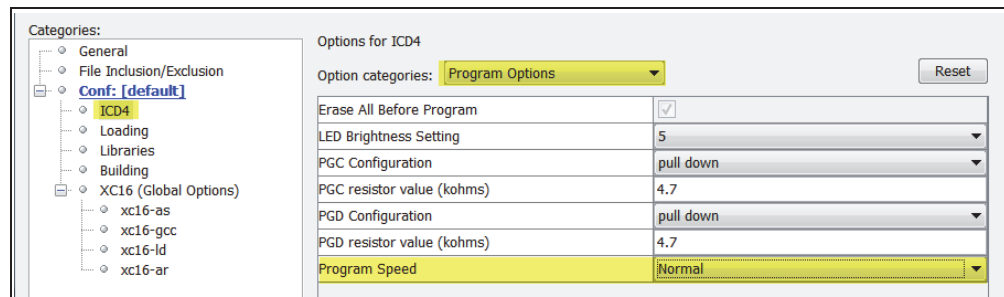 Categories:
General
File Inclusion/Exclusion
Conf: [default]
ICD4
Loading
Libraries
Building
XC16 (Global Options)
xc16-as
xc16-gcc
xc16-ld
xc16-ar
Options for ICD4
Option categories: Program Options Reset
Erase All Before Program
LED Brightness Setting 5
PGC Configuration pull down
PGC resistor value (kohms) 4.7
PGD Configuration pull down
PGD resistor value (kohms) 4.7
Program Speed Normal